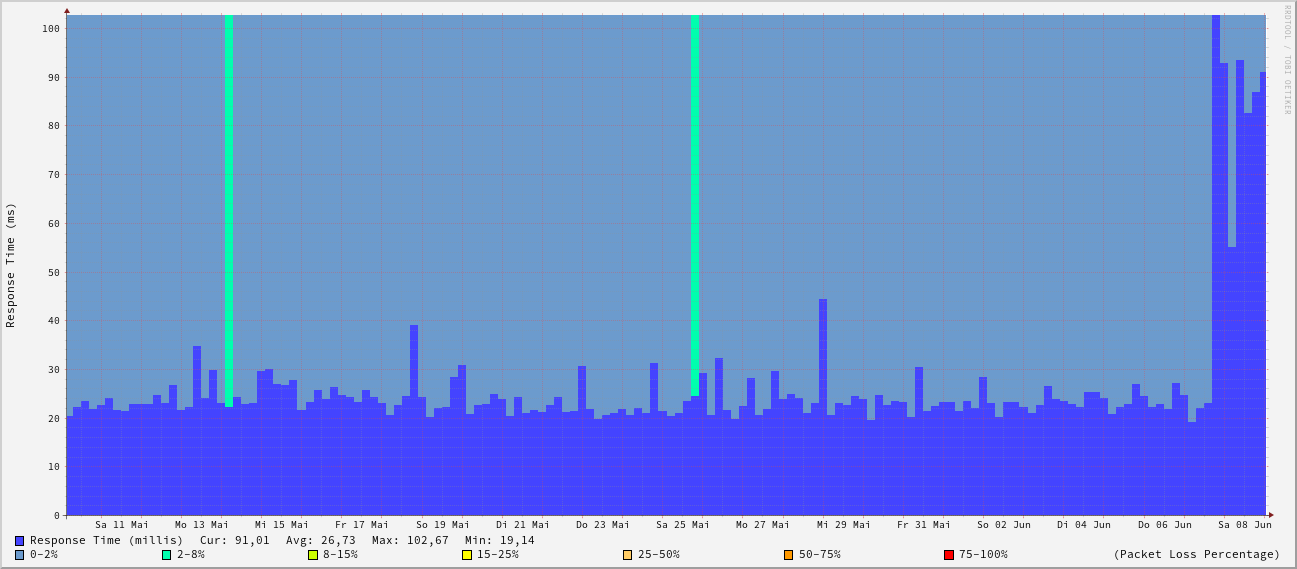 RRDTOOL / TOBI OETIKER
Response Time (ms)
100
90
80
70
60
50
40
30
20
10
0
Sa 11 Mai Mo 13 Mai Mi 15 Mai Fr 17 Mai So 19 Mai Di 21 Mai Do 23 Mai Sa 25 Mai Mo 27 Mai Mi 29 Mai Fr 31 Mai So 02 Jun Di 04 Jun Do 06 Jun Sa 08 Jun
Response Time (millis) Cur: 91,01 Avg: 26,73 Max: 102,67 Min: 19,14
0-2% 2-8% 8-15% 15-25% 25-50% 50-75% 75-100% (Packet Loss Percentage)